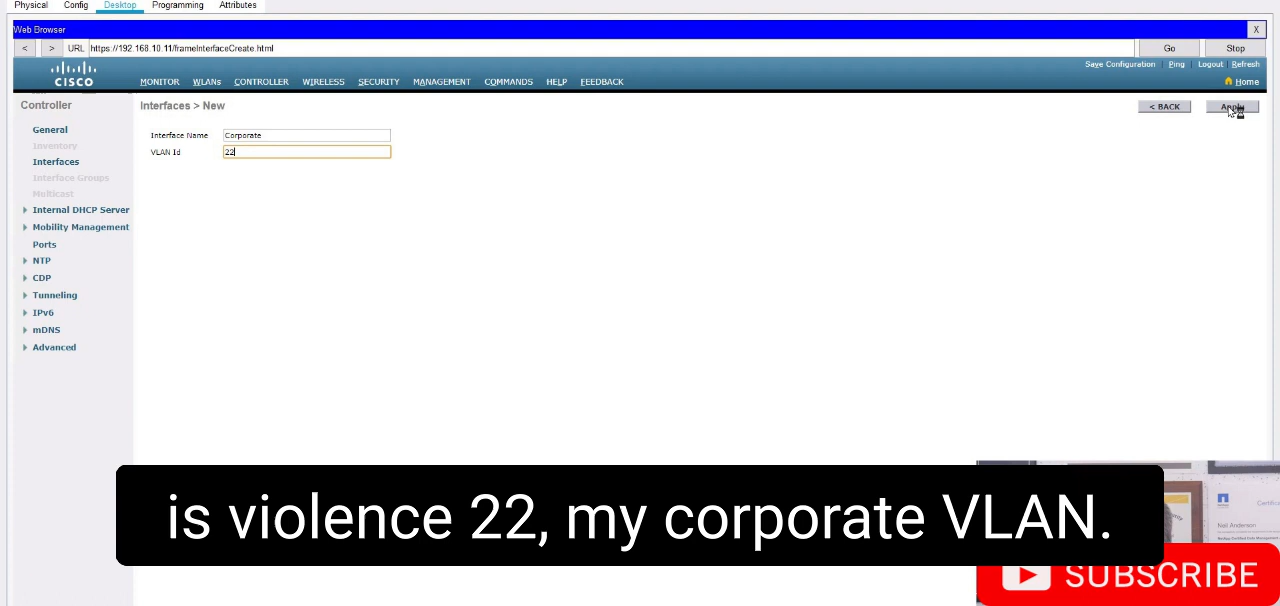 Physical Config Desktop Programming Attributes
Web Browser X
< > URL https://192.168.10.11/frameInterfaceCreate.html Go Stop
Save Configuration Ping Logout Refresh
CISCO MONITOR WLANs CONTROLLER WIRELESS SECURITY MANAGEMENT COMMANDS HELP FEEDBACK Home
Controller
Interfaces > New
< BACK Apply
General
Inventory
Interfaces
Interface Groups
Multicast
Internal DHCP Server
Mobility Management
Ports
NTP
CDP
Tunneling
IPv6
mDNS
Advanced
Interface Name Corporate
VLAN Id 22
is violence 22, my corporate VLAN.
Neil Anderson
SUBSCRIBE